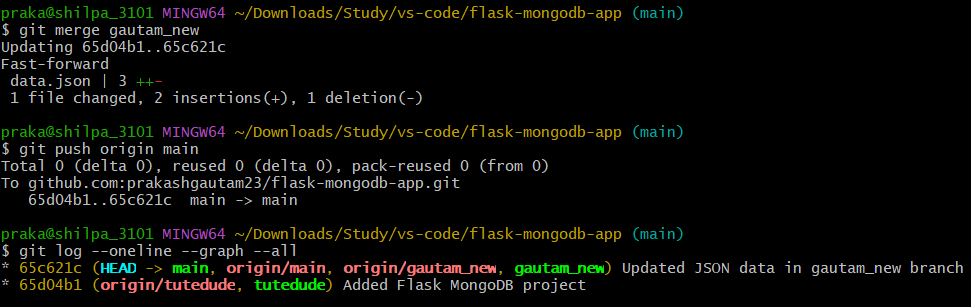 praka@shilpa_3101 MINGW64 ~/Downloads/Study/vs-code/flask-mongodb-app (main)
$ git merge gautam_new
Updating 65d04b1..65c621c
Fast-forward
 data.json | 3 ++-
 1 file changed, 2 insertions(+), 1 deletion(-)

praka@shilpa_3101 MINGW64 ~/Downloads/Study/vs-code/flask-mongodb-app (main)
$ git push origin main
Total 0 (delta 0), reused 0 (delta 0), pack-reused 0 (from 0)
To github.com:prakashgautam23/flask-mongodb-app.git
   65d04b1..65c621c  main -> main

praka@shilpa_3101 MINGW64 ~/Downloads/Study/vs-code/flask-mongodb-app (main)
$ git log --oneline --graph --all
* 65c621c (HEAD -> main, origin/main, origin/gautam_new, gautam_new) Updated JSON data in gautam_new branch
* 65d04b1 (origin/tutedude, tutedude) Added Flask MongoDB project